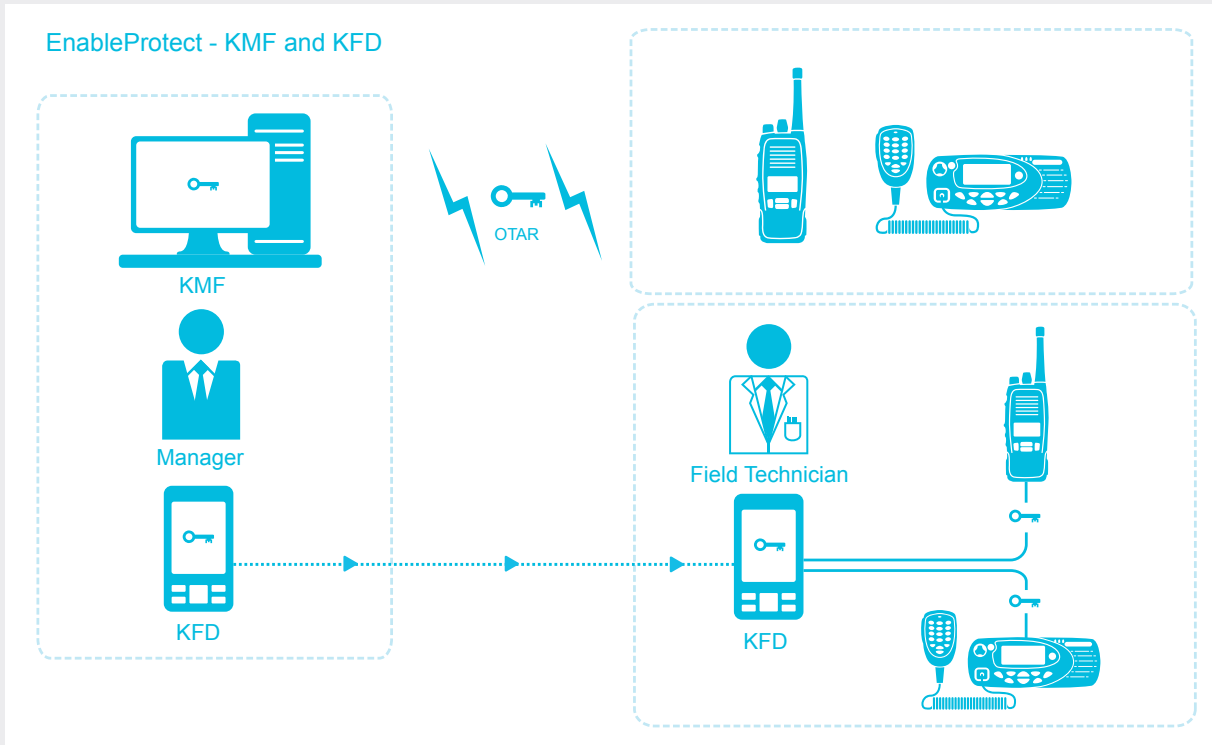 EnableProtect - KMF and KFD
KMF
OTAR
Manager
Field Technician
KFD
KFD